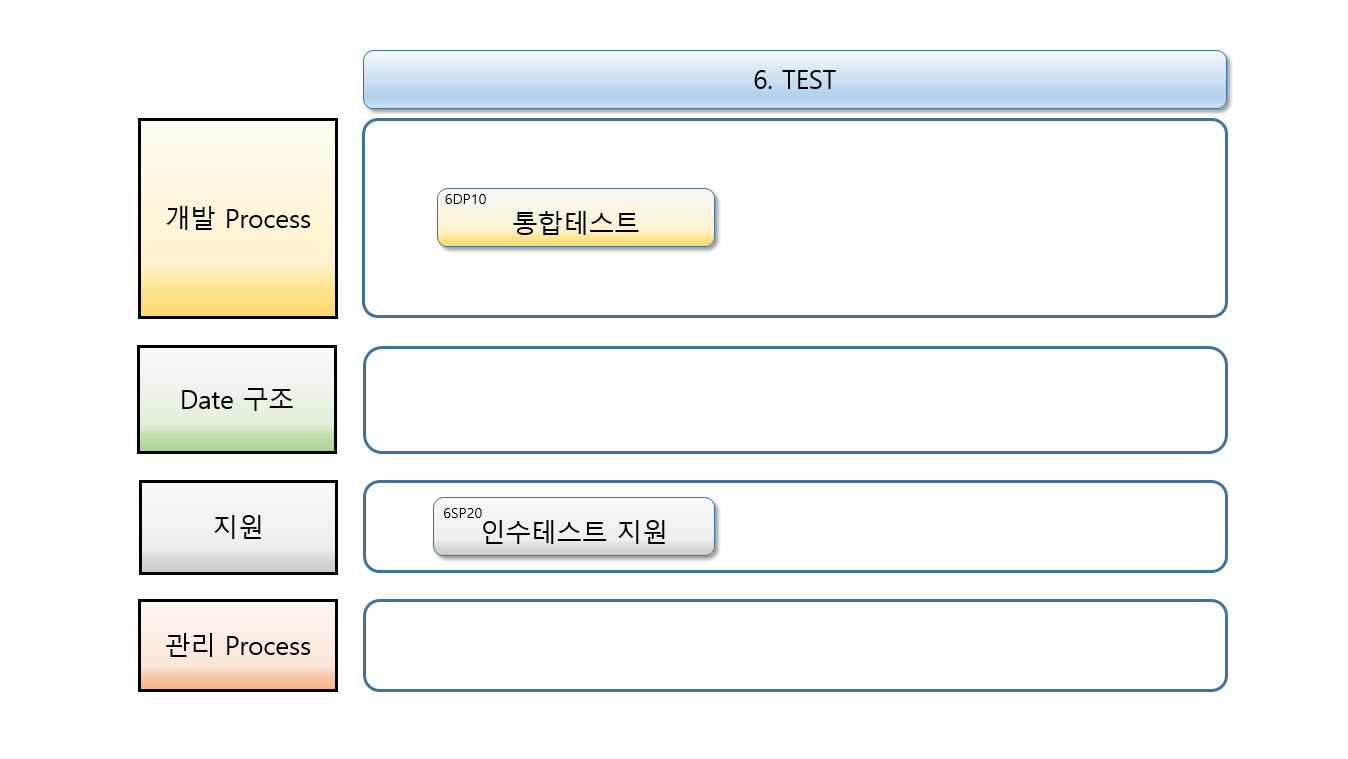 6. TEST
개발 Process
6DP10
통합테스트
Date 구조
지원
6SP20
인수테스트 지원
관리 Process